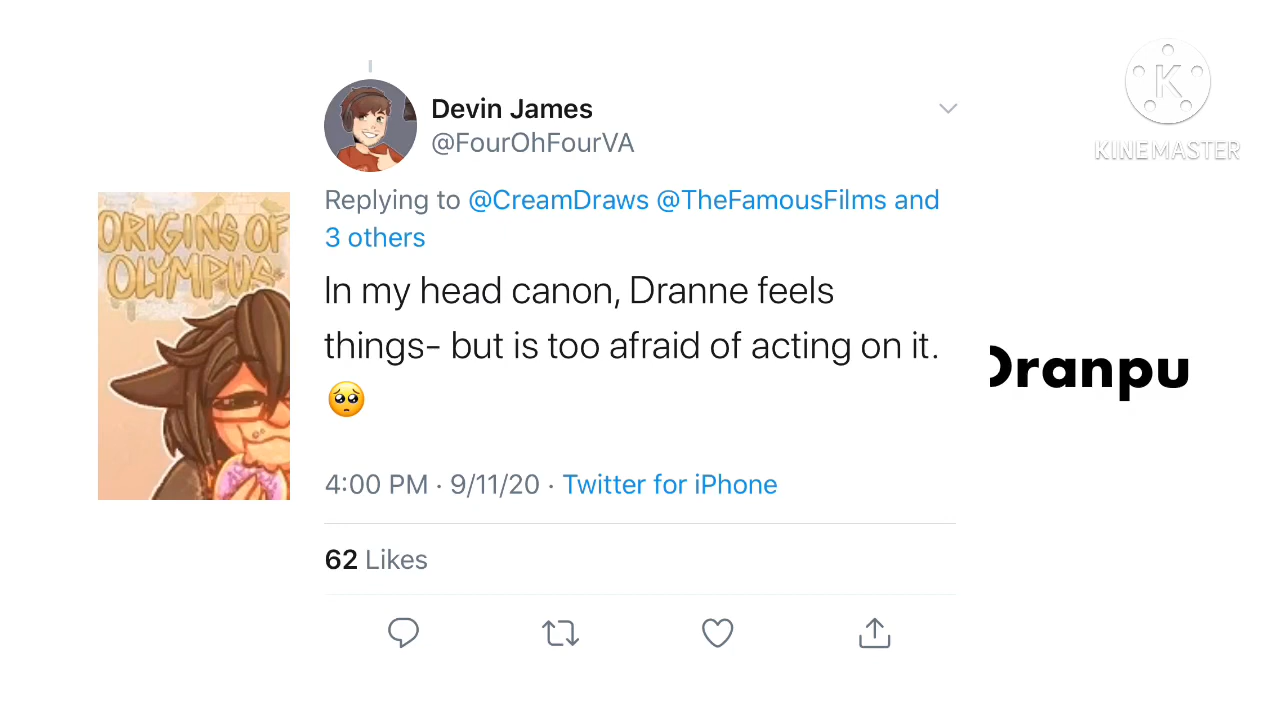 Devin James
@FourOhFourVA
KINEMASTER
Replying to @CreamDraws @TheFamousFilms and
3 others
ORIGINS OF
OLYMPUS
In my head canon, Dranne feels
things- but is too afraid of acting on it.
🥺
Dranpu
4:00 PM · 9/11/20 · Twitter for iPhone
62 Likes